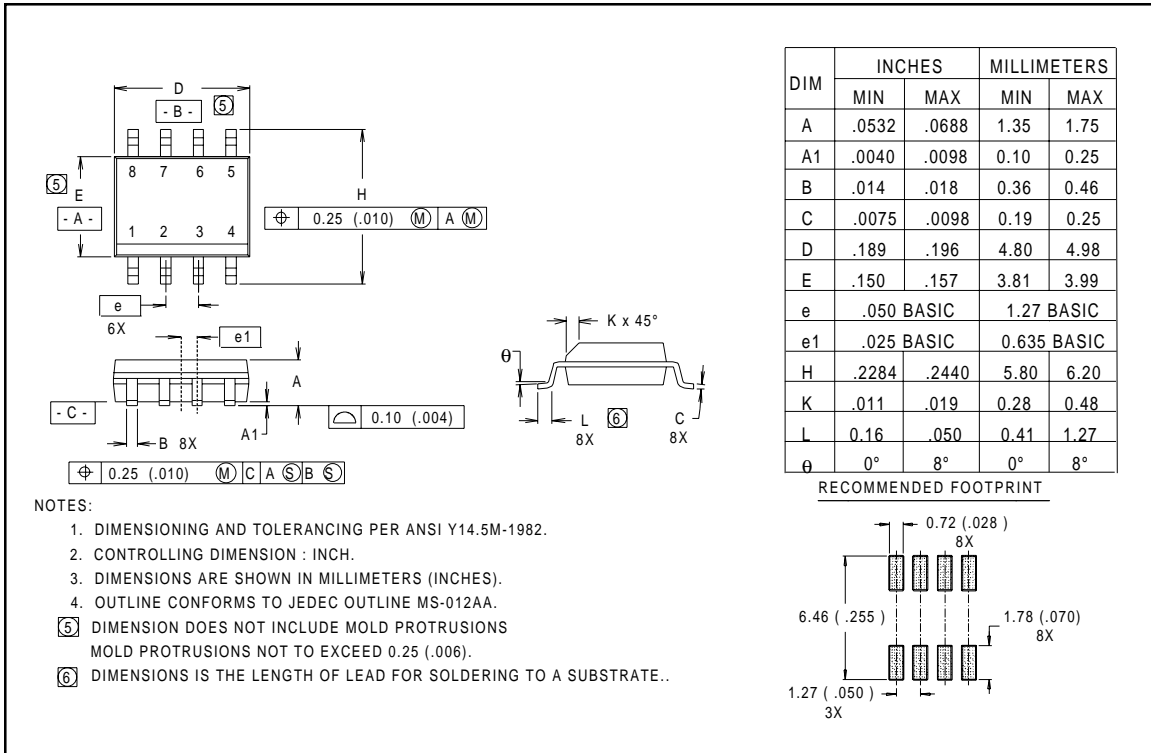 D
- B - 5
8 7 6 5
5 E
- A -
H
⌖ 0.25 (.010) Ⓜ A Ⓜ
1 2 3 4
e
6X
e1
A
- C -
A1
B 8X
⌓ 0.10 (.004)
⌖ 0.25 (.010) Ⓜ C A Ⓢ B Ⓢ
K x 45°
θ
L 6 C
8X 8X
DIM INCHES MILLIMETERS
MIN MAX MIN MAX
A .0532 .0688 1.35 1.75
A1 .0040 .0098 0.10 0.25
B .014 .018 0.36 0.46
C .0075 .0098 0.19 0.25
D .189 .196 4.80 4.98
E .150 .157 3.81 3.99
e .050 BASIC 1.27 BASIC
e1 .025 BASIC 0.635 BASIC
H .2284 .2440 5.80 6.20
K .011 .019 0.28 0.48
L 0.16 .050 0.41 1.27
θ 0° 8° 0° 8°
NOTES:
1. DIMENSIONING AND TOLERANCING PER ANSI Y14.5M-1982.
2. CONTROLLING DIMENSION : INCH.
3. DIMENSIONS ARE SHOWN IN MILLIMETERS (INCHES).
4. OUTLINE CONFORMS TO JEDEC OUTLINE MS-012AA.
5 DIMENSION DOES NOT INCLUDE MOLD PROTRUSIONS
MOLD PROTRUSIONS NOT TO EXCEED 0.25 (.006).
6 DIMENSIONS IS THE LENGTH OF LEAD FOR SOLDERING TO A SUBSTRATE..
RECOMMENDED FOOTPRINT
0.72 (.028 )
8X
6.46 ( .255 )
1.78 (.070)
8X
1.27 ( .050 )
3X